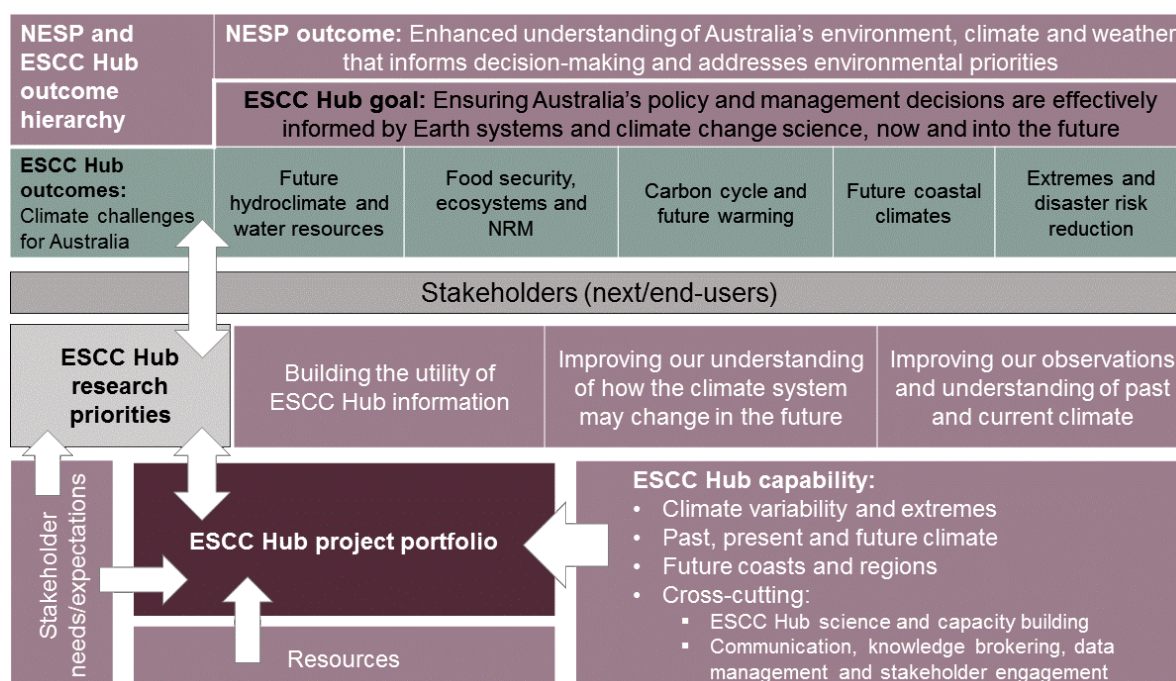 NESP and
ESCC Hub
outcome
hierarchy
NESP outcome: Enhanced understanding of Australia's environment, climate and weather
that informs decision-making and addresses environmental priorities
ESCC Hub goal: Ensuring Australia's policy and management decisions are effectively
informed by Earth systems and climate change science, now and into the future
ESCC Hub
outcomes:
Climate challenges
for Australia
Future
hydroclimate and
water resources
Food security,
ecosystems and
NRM
Carbon cycle and
future warming
Future coastal
climates
Extremes and
disaster risk
reduction
Stakeholders (next/end-users)
ESCC Hub
research
priorities
Building the utility of
ESCC Hub information
Improving our understanding
of how the climate system
may change in the future
Improving our observations
and understanding of past
and current climate
Stakeholder
needs/expectations
ESCC Hub project portfolio
Resources
ESCC Hub capability:
• Climate variability and extremes
• Past, present and future climate
• Future coasts and regions
• Cross-cutting:
▪ ESCC Hub science and capacity building
▪ Communication, knowledge brokering, data
management and stakeholder engagement